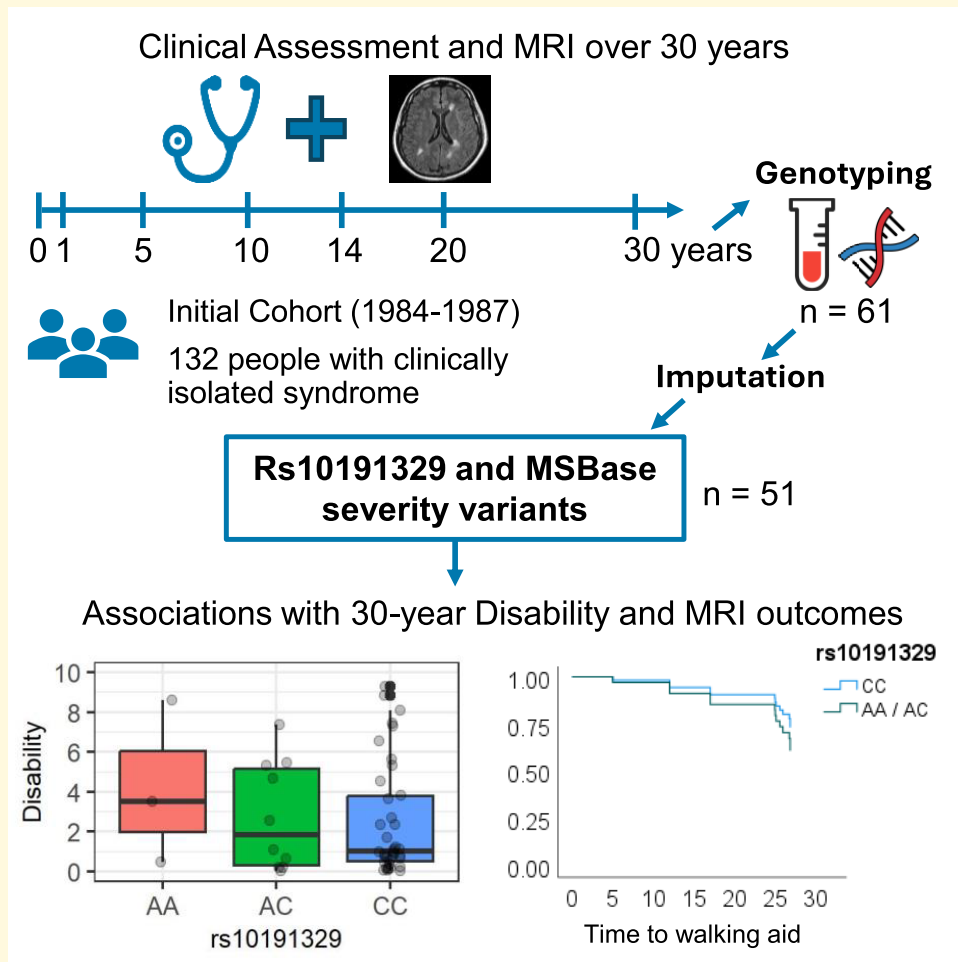 Clinical Assessment and MRI over 30 years
Genotyping
0 1 5 10 14 20 30 years
n = 61
Initial Cohort (1984-1987)
132 people with clinically
isolated syndrome
Imputation
Rs10191329 and MSBase
severity variants
n = 51
Associations with 30-year Disability and MRI outcomes
Disability
10
8
6
4
2
0
AA AC CC
rs10191329
rs10191329
CC
AA / AC
1.00
0.75
0.50
0.25
0.00
0 5 10 15 20 25 30
Time to walking aid